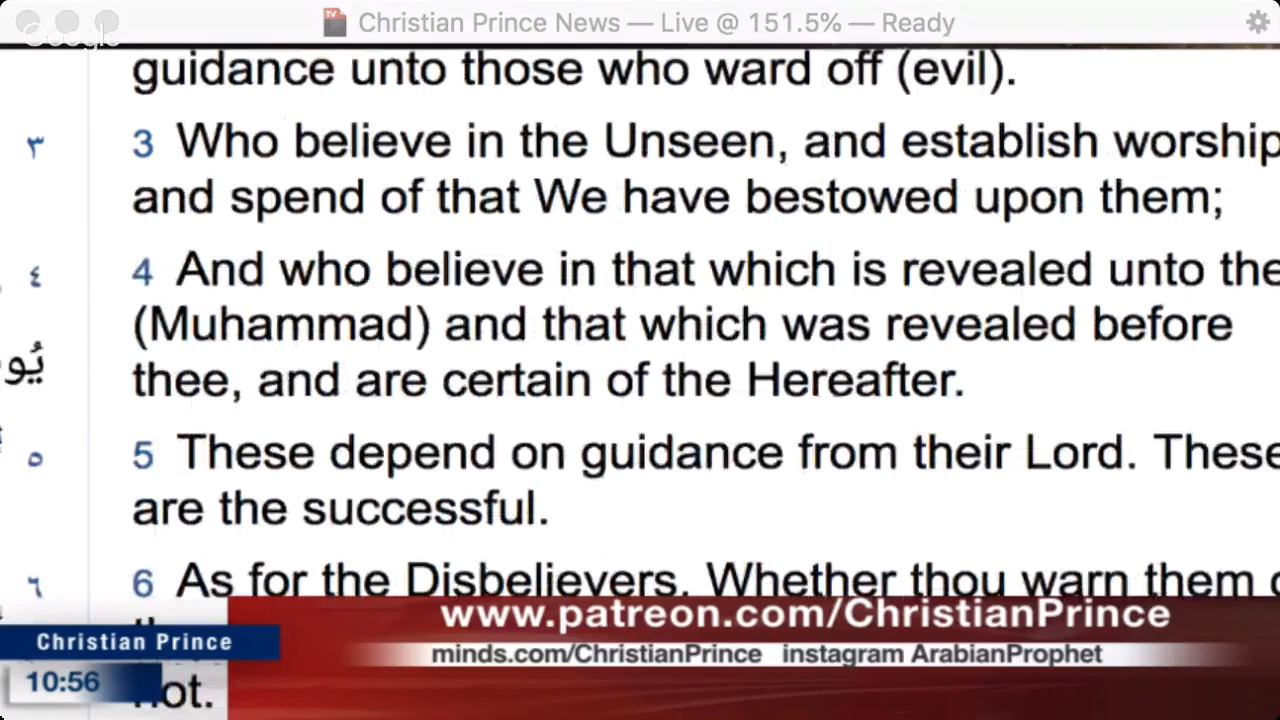 Christian Prince News — Live @ 151.5% — Ready
Google
guidance unto those who ward off (evil).
٣
3 Who believe in the Unseen, and establish worship
and spend of that We have bestowed upon them;
٤
4 And who believe in that which is revealed unto the
(Muhammad) and that which was revealed before
thee, and are certain of the Hereafter.
٥
5 These depend on guidance from their Lord. These
are the successful.
٦
6 As for the Disbelievers. Whether thou warn them
not.
www.patreon.com/ChristianPrince
Christian Prince
minds.com/ChristianPrince instagram ArabianProphet
10:56